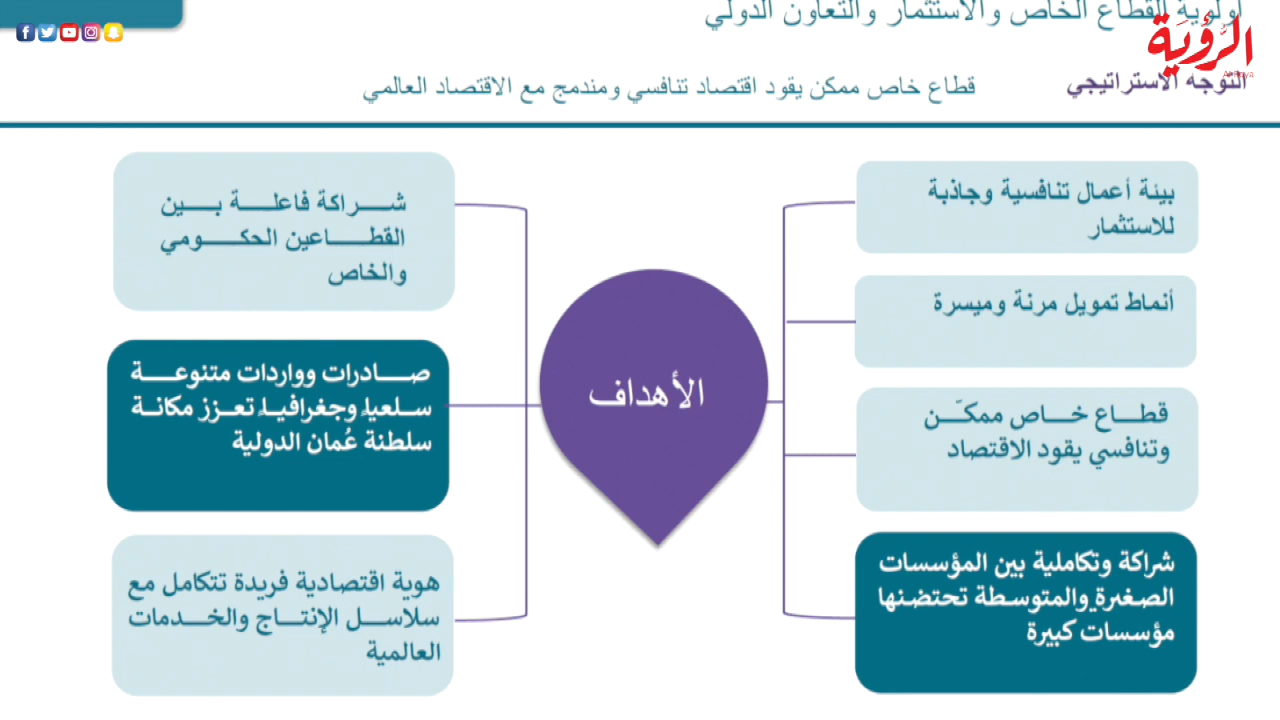 أولوية القطاع الخاص والاستثمار والتعاون الدولي
الرؤية
Al-Roya
التوجه الاستراتيجي
قطاع خاص ممكن يقود اقتصاد تنافسي ومندمج مع الاقتصاد العالمي
بيئة أعمال تنافسية وجاذبة
للاستثمار
أنماط تمويل مرنة وميسرة
قطاع خاص ممكّن
وتنافسي يقود الاقتصاد
شراكة وتكاملية بين المؤسسات
الصغيرة والمتوسطة تحتضنها
مؤسسات كبيرة
الأهداف
شراكة فاعلة بين
القطاعين الحكومي
والخاص
صادرات وواردات متنوعة
سلعياً وجغرافياً تعزز مكانة
سلطنة عُمان الدولية
هوية اقتصادية فريدة تتكامل مع
سلاسل الإنتاج والخدمات
العالمية